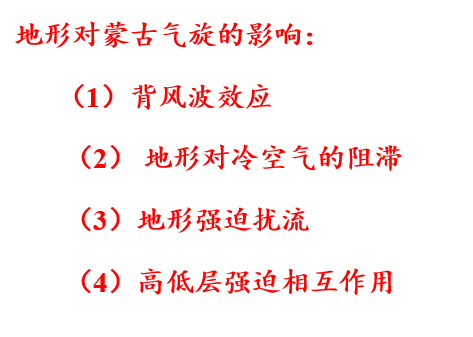 地形对蒙古气旋的影响：
（1）背风波效应
（2） 地形对冷空气的阻滞
（3）地形强迫扰流
（4）高低层强迫相互作用